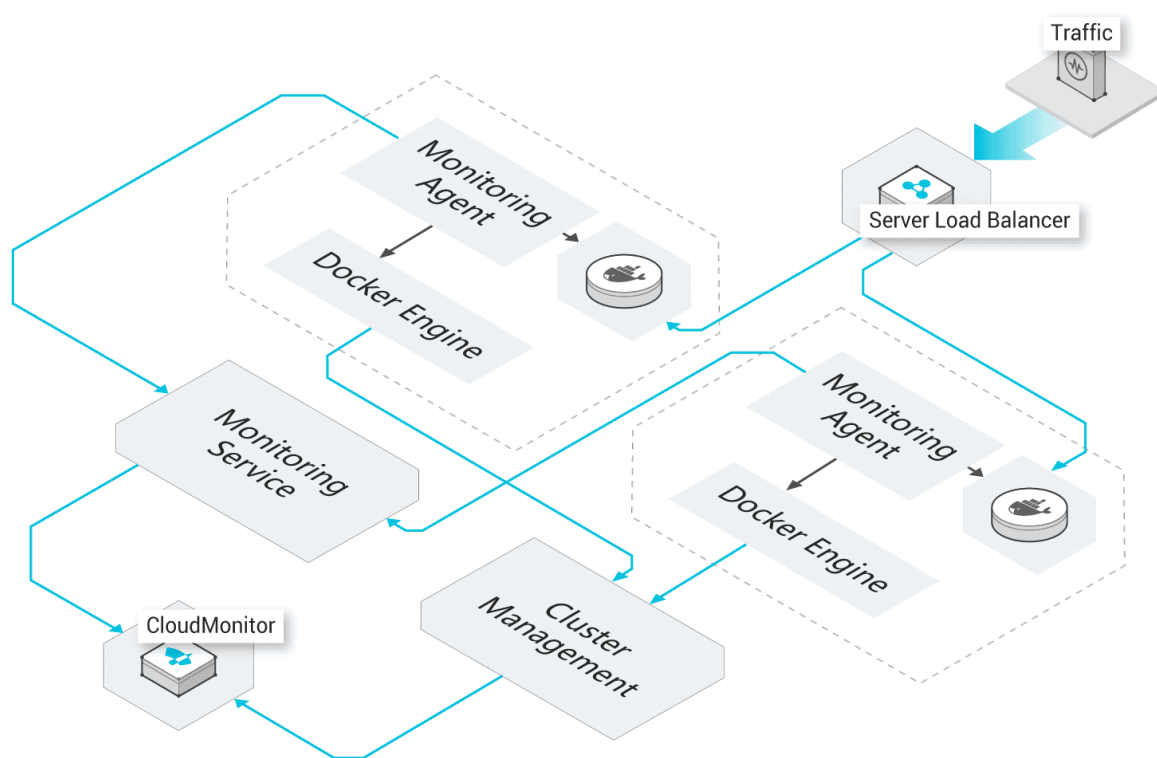 Traffic
Monitoring
Agent
Server Load Balancer
Docker Engine
Monitoring
Agent
Monitoring
Service
Docker Engine
Cluster
Management
CloudMonitor